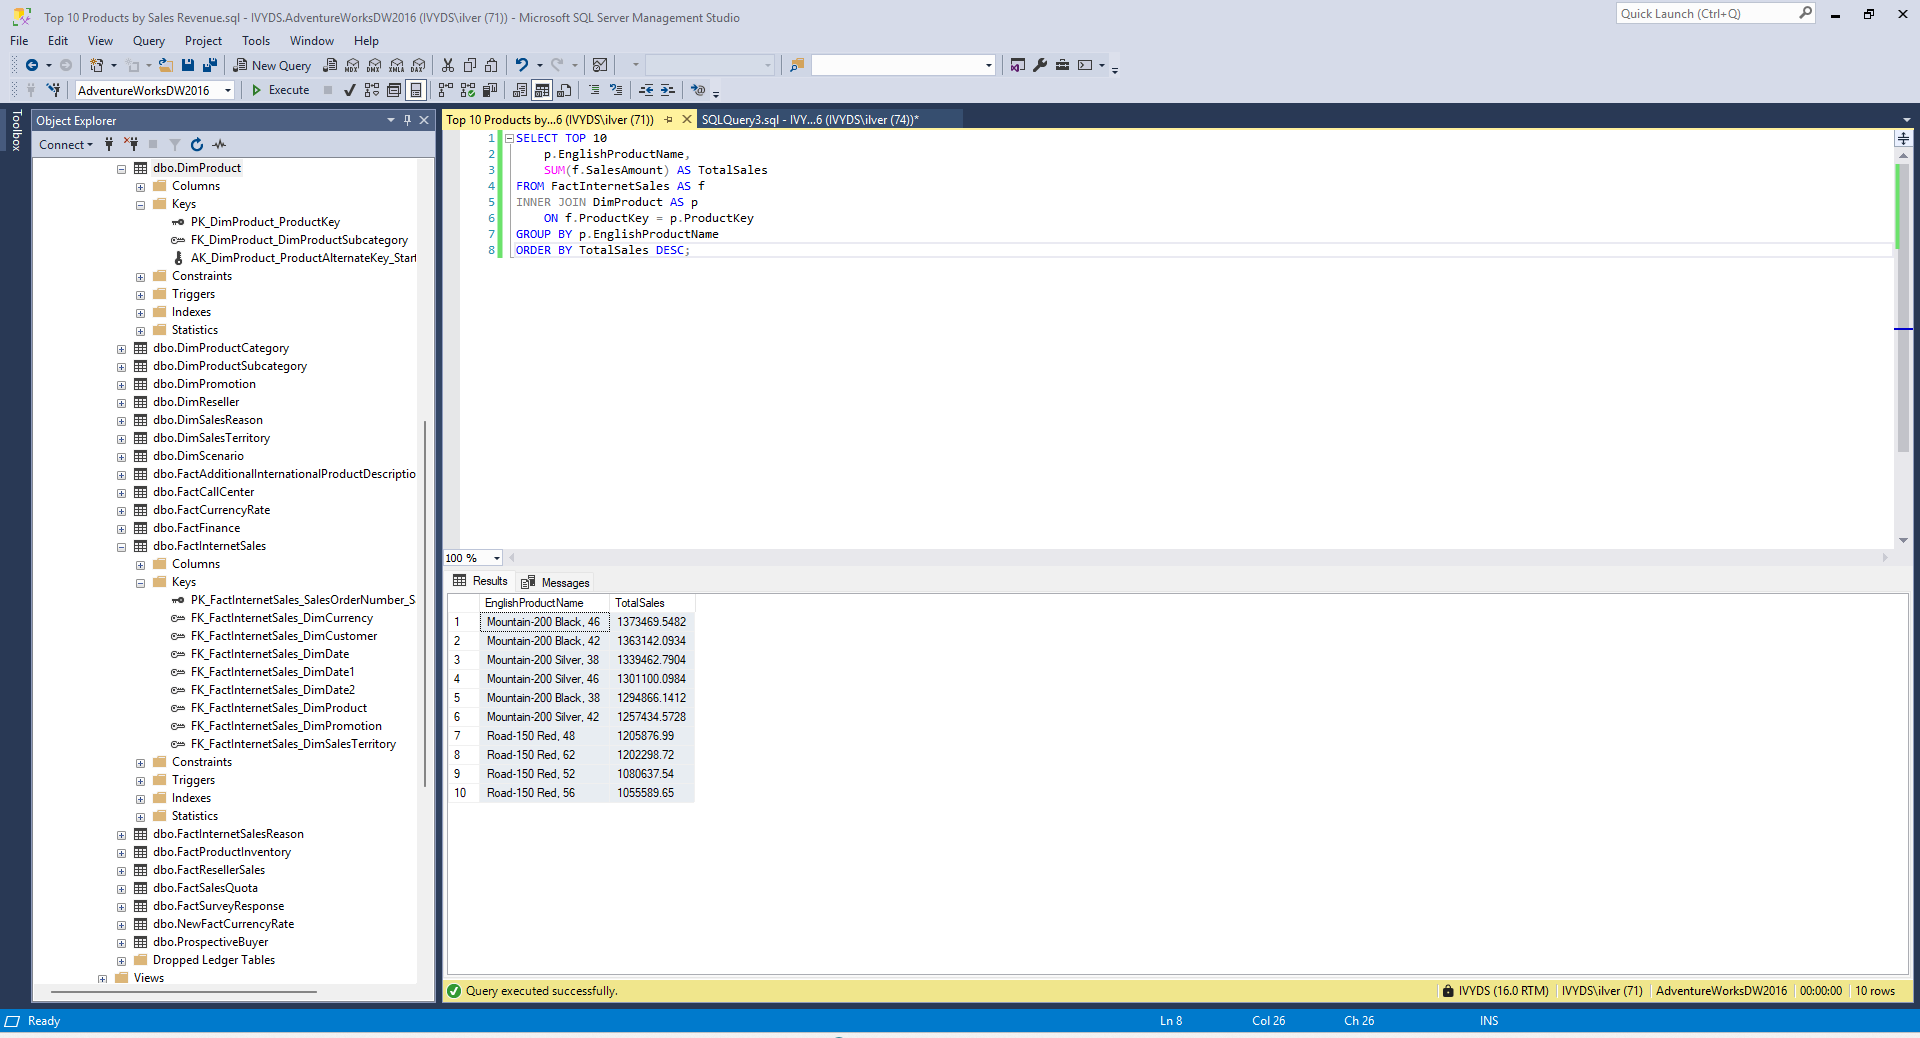 Top 10 Products by Sales Revenue.sql - IVYDS.AdventureWorksDW2016 (IVYDS\ilver (71)) - Microsoft SQL Server Management Studio
Quick Launch (Ctrl+Q)
File Edit View Query Project Tools Window Help
New Query MDX DMX XMLA DAX
AdventureWorksDW2016 Execute
Toolbox
Object Explorer
Connect
dbo.DimProduct
Columns
Keys
PK_DimProduct_ProductKey
FK_DimProduct_DimProductSubcategory
AK_DimProduct_ProductAlternateKey_Start
Constraints
Triggers
Indexes
Statistics
dbo.DimProductCategory
dbo.DimProductSubcategory
dbo.DimPromotion
dbo.DimReseller
dbo.DimSalesReason
dbo.DimSalesTerritory
dbo.DimScenario
dbo.FactAdditionalInternationalProductDescriptio
dbo.FactCallCenter
dbo.FactCurrencyRate
dbo.FactFinance
dbo.FactInternetSales
Columns
Keys
PK_FactInternetSales_SalesOrderNumber_S
FK_FactInternetSales_DimCurrency
FK_FactInternetSales_DimCustomer
FK_FactInternetSales_DimDate
FK_FactInternetSales_DimDate1
FK_FactInternetSales_DimDate2
FK_FactInternetSales_DimProduct
FK_FactInternetSales_DimPromotion
FK_FactInternetSales_DimSalesTerritory
Constraints
Triggers
Indexes
Statistics
dbo.FactInternetSalesReason
dbo.FactProductInventory
dbo.FactResellerSales
dbo.FactSalesQuota
dbo.FactSurveyResponse
dbo.NewFactCurrencyRate
dbo.ProspectiveBuyer
Dropped Ledger Tables
Views
Top 10 Products by...6 (IVYDS\ilver (71)) SQLQuery3.sql - IVY...6 (IVYDS\ilver (74))*
1 SELECT TOP 10
2 p.EnglishProductName,
3 SUM(f.SalesAmount) AS TotalSales
4 FROM FactInternetSales AS f
5 INNER JOIN DimProduct AS p
6 ON f.ProductKey = p.ProductKey
7 GROUP BY p.EnglishProductName
8 ORDER BY TotalSales DESC;
100 %
Results Messages
EnglishProductName TotalSales
1 Mountain-200 Black, 46 1373469.5482
2 Mountain-200 Black, 42 1363142.0934
3 Mountain-200 Silver, 38 1339462.7904
4 Mountain-200 Silver, 46 1301100.0984
5 Mountain-200 Black, 38 1294866.1412
6 Mountain-200 Silver, 42 1257434.5728
7 Road-150 Red, 48 1205876.99
8 Road-150 Red, 62 1202298.72
9 Road-150 Red, 52 1080637.54
10 Road-150 Red, 56 1055589.65
Query executed successfully. IVYDS (16.0 RTM) IVYDS\ilver (71) AdventureWorksDW2016 00:00:00 10 rows
Ready Ln 8 Col 26 Ch 26 INS